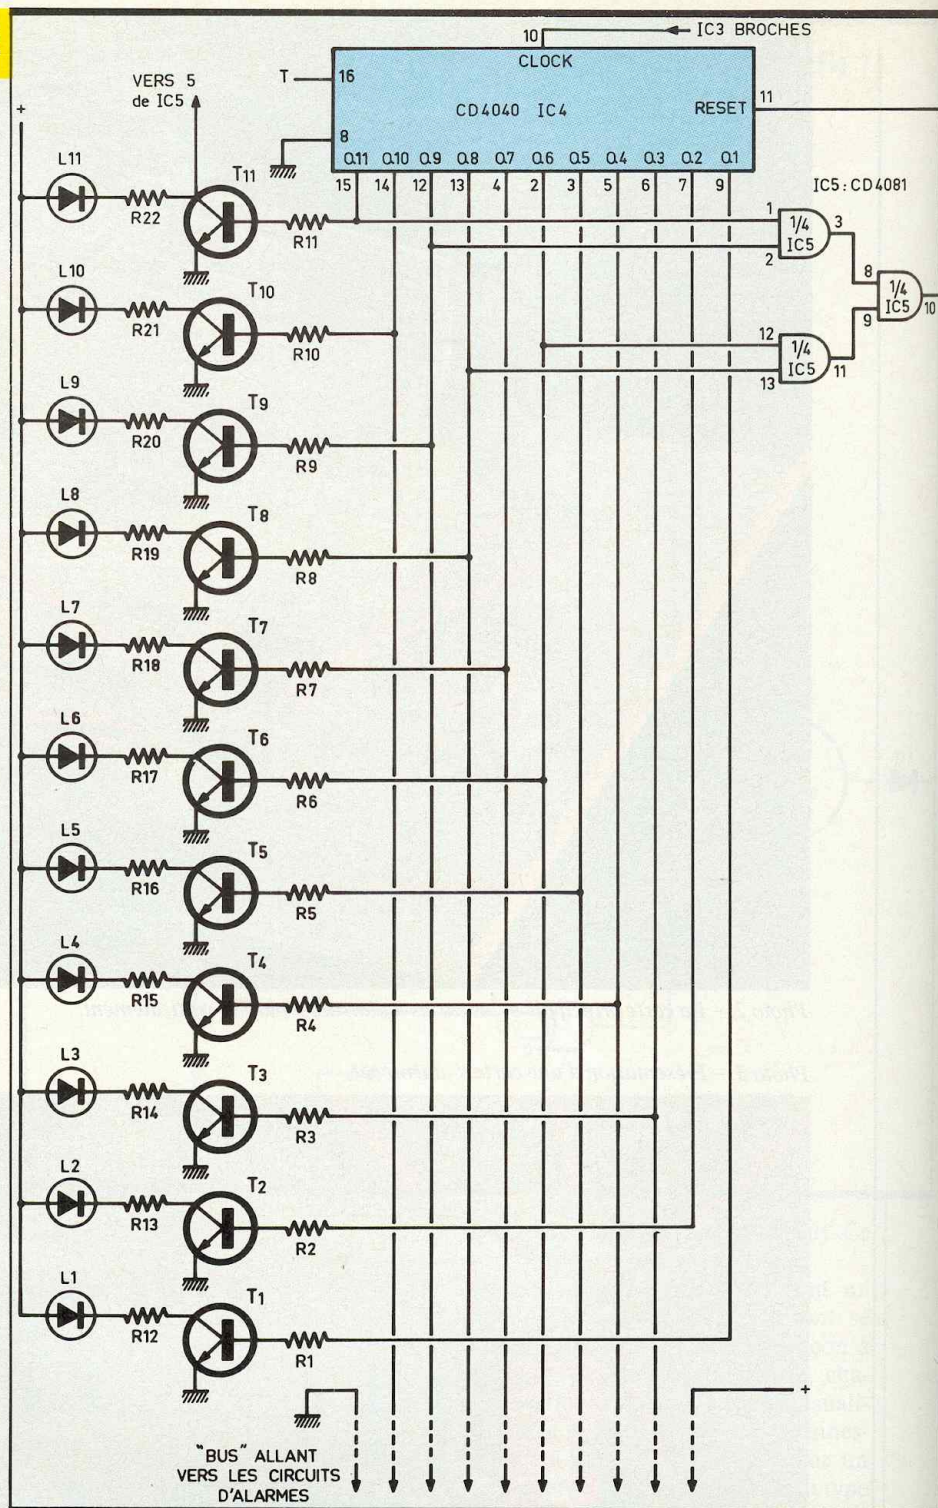 10
IC3 BROCHES
CLOCK
T
16
CD4040 IC4
RESET
11
8
Q11 Q10 Q9 Q8 Q7 Q6 Q5 Q4 Q3 Q2 Q1
15 14 12 13 4 2 3 5 6 7 9
IC5 : CD4081
VERS 5
de IC5
+
L11
R22
T11
R11
1
2
1/4
IC5
3
8
9
1/4
IC5
10
12
13
1/4
IC5
11
L10
R21
T10
R10
L9
R20
T9
R9
L8
R19
T8
R8
L7
R18
T7
R7
L6
R17
T6
R6
L5
R16
T5
R5
L4
R15
T4
R4
L3
R14
T3
R3
L2
R13
T2
R2
L1
R12
T1
R1
+
"BUS" ALLANT
VERS LES CIRCUITS
D'ALARMES